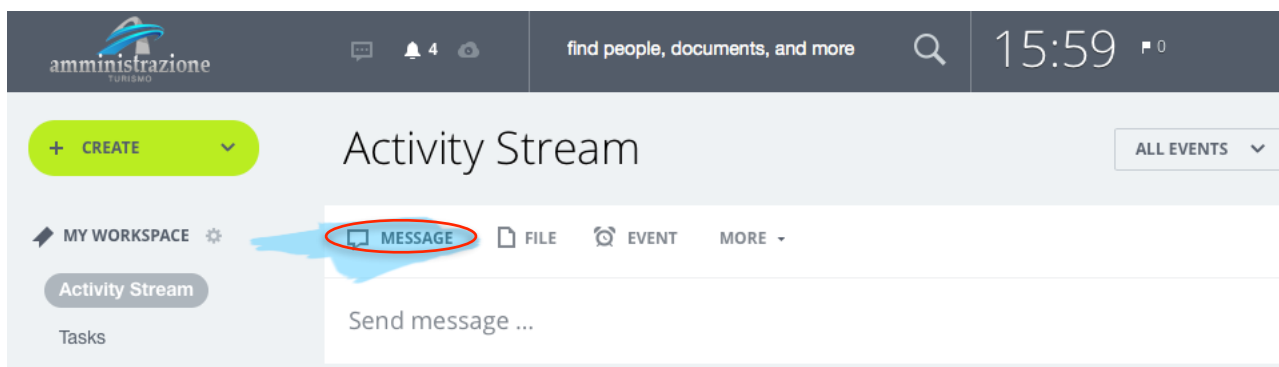 amministrazione
TURISMO
4
find people, documents, and more
15:59
0
+ CREATE
Activity Stream
ALL EVENTS
MY WORKSPACE
MESSAGE
FILE
EVENT
MORE
Activity Stream
Send message ...
Tasks